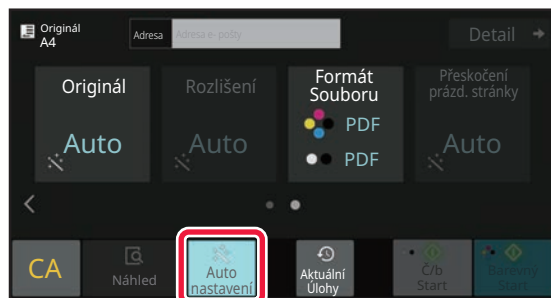 Originál
A4
Adresa
Adresa e- pošty
Detail
Originál
Auto
Rozlišení
Auto
Formát
Souboru
PDF
PDF
Přeskočení
prázd. stránky
Auto
CA
Náhled
Auto
nastavení
Aktuální
Úlohy
Č/b
Start
Barevný
Start